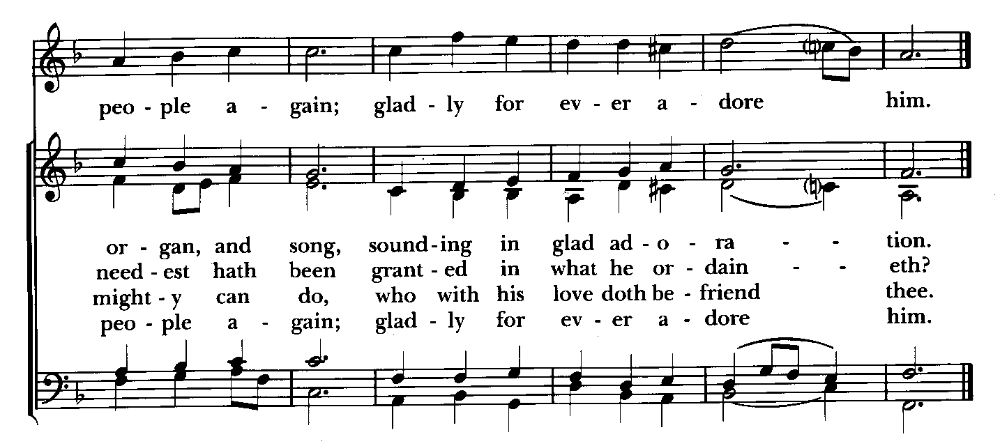 peo - ple a - gain; glad - ly for ev - er a - dore him.
or - gan, and song, sound-ing in glad ad - o - ra - - tion.
need - est hath been grant - ed in what he or - dain - - eth?
might - y can do, who with his love doth be - friend thee.
peo - ple a - gain; glad - ly for ev - er a - dore him.